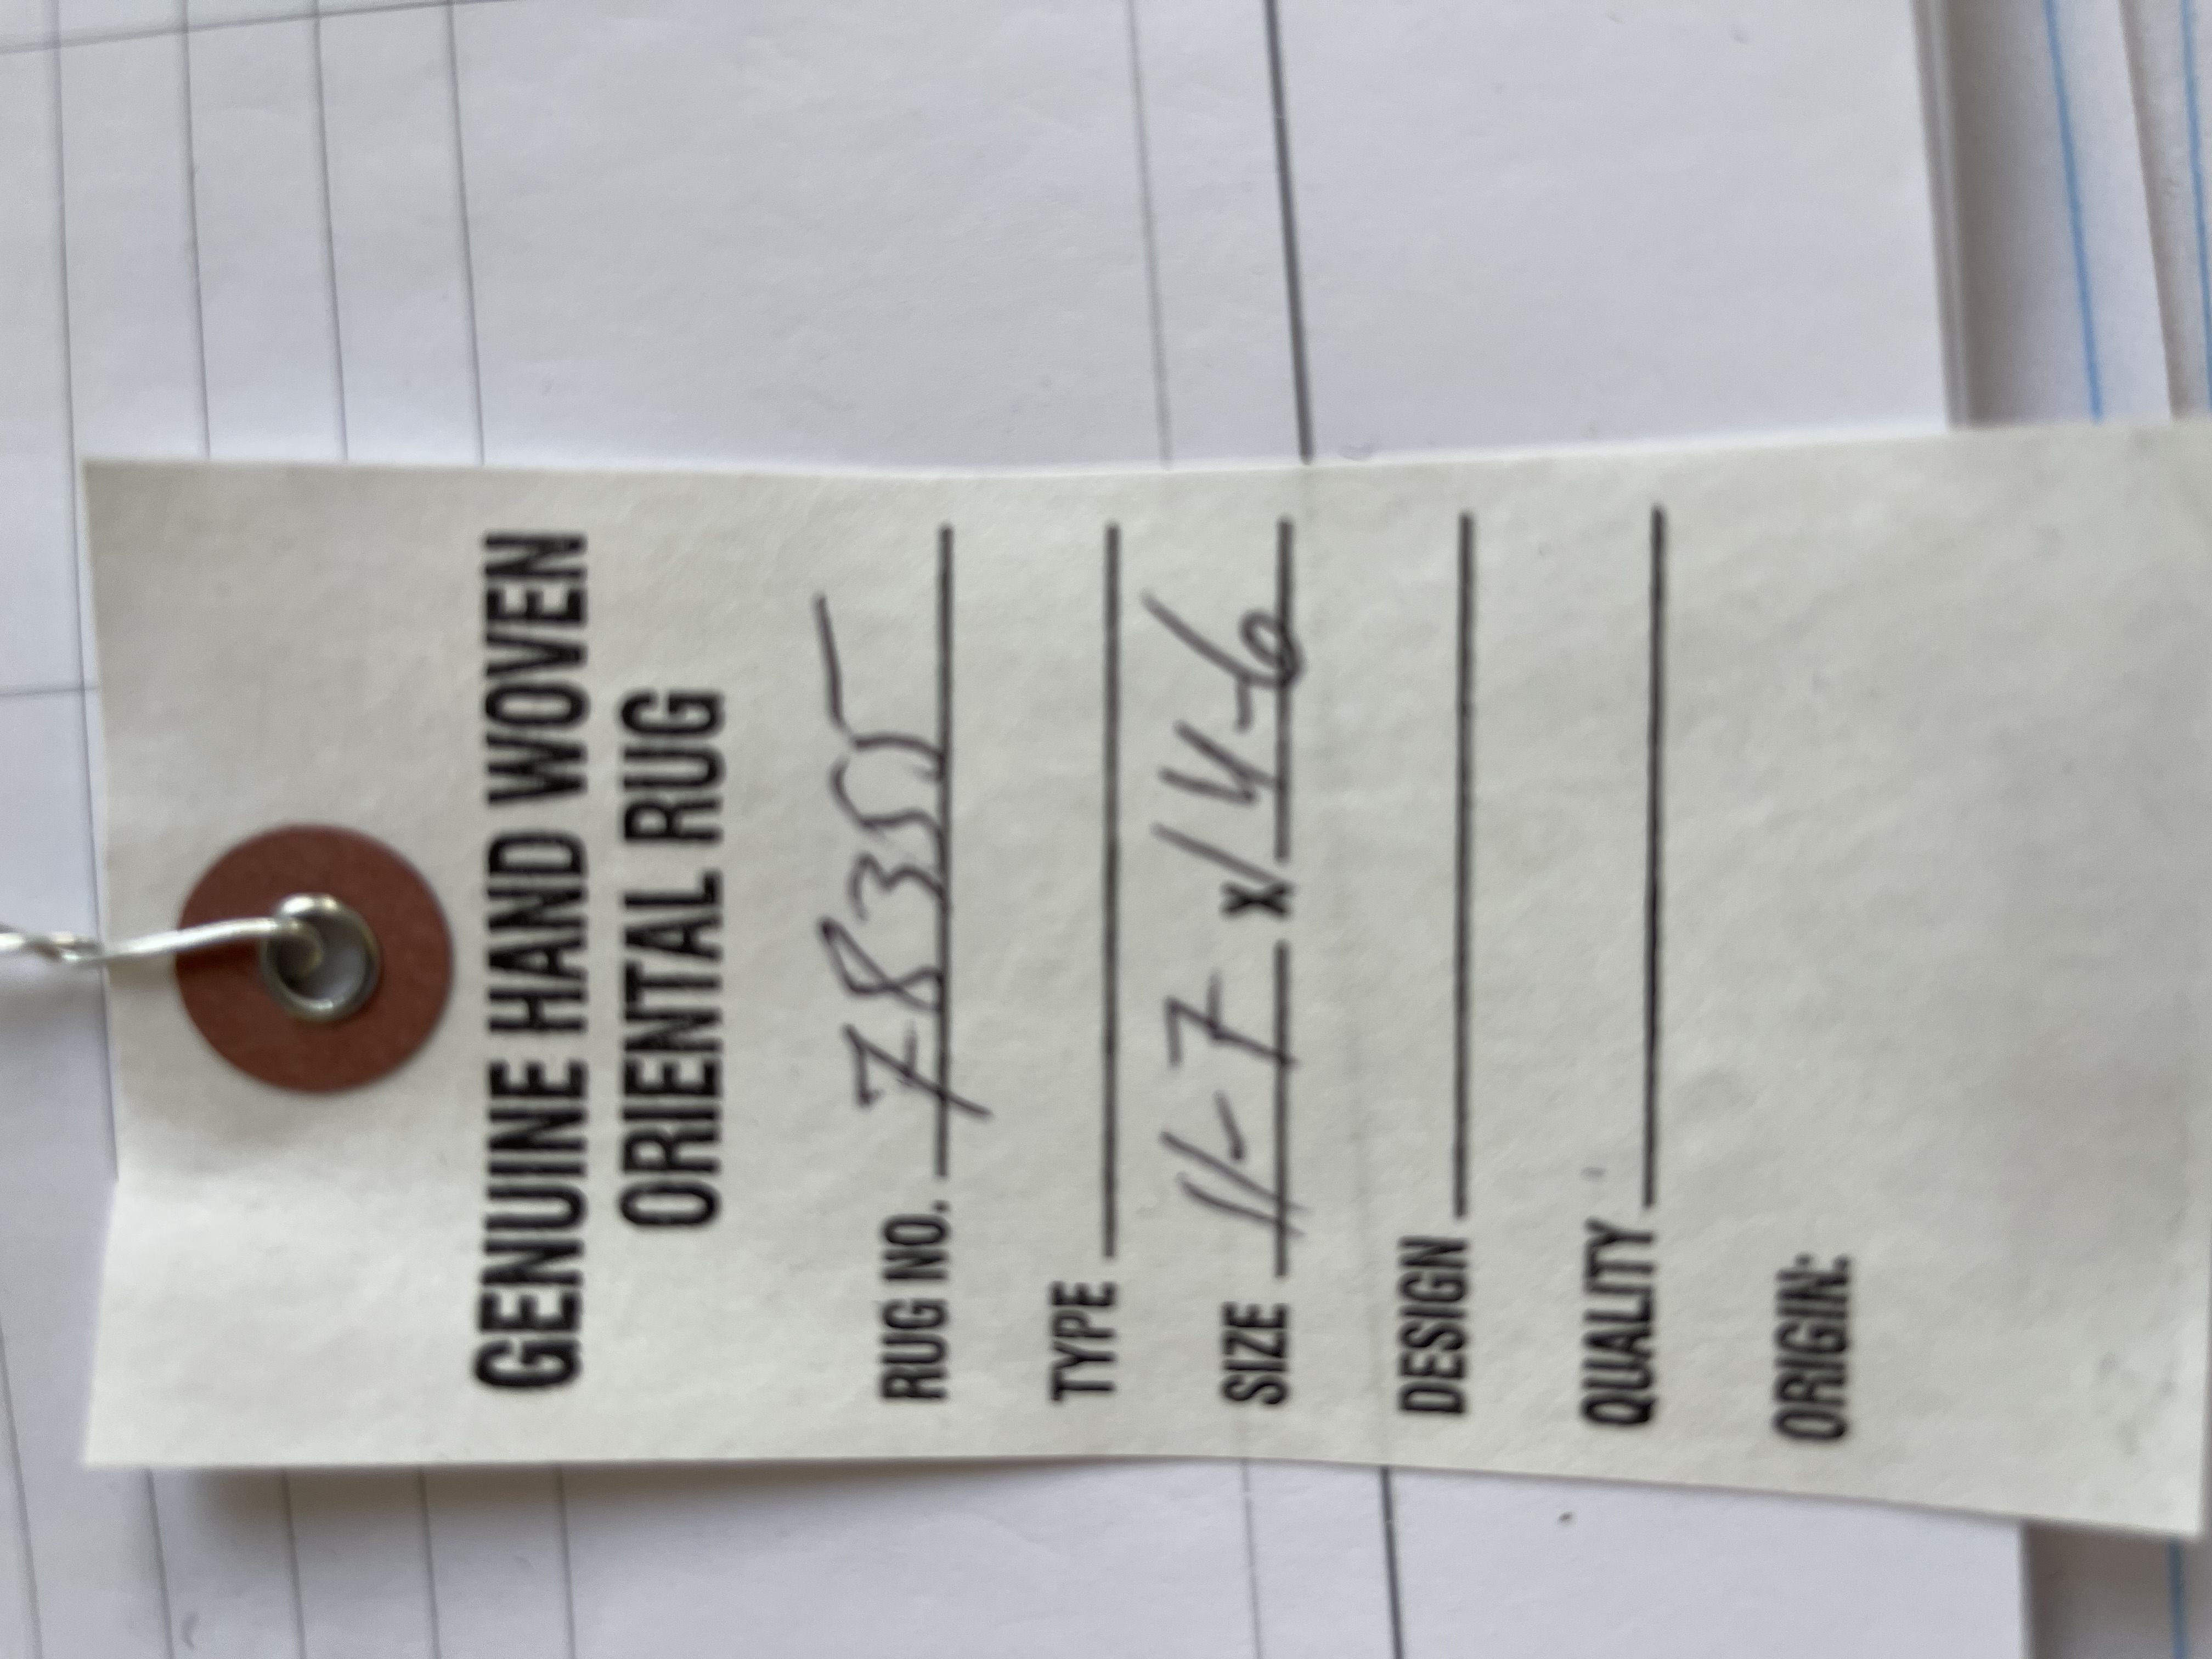 GENUINE HAND WOVEN
ORIENTAL RUG
RUG NO. 78355
TYPE
SIZE 11-7 x 14-6
DESIGN
QUALITY
ORIGIN: